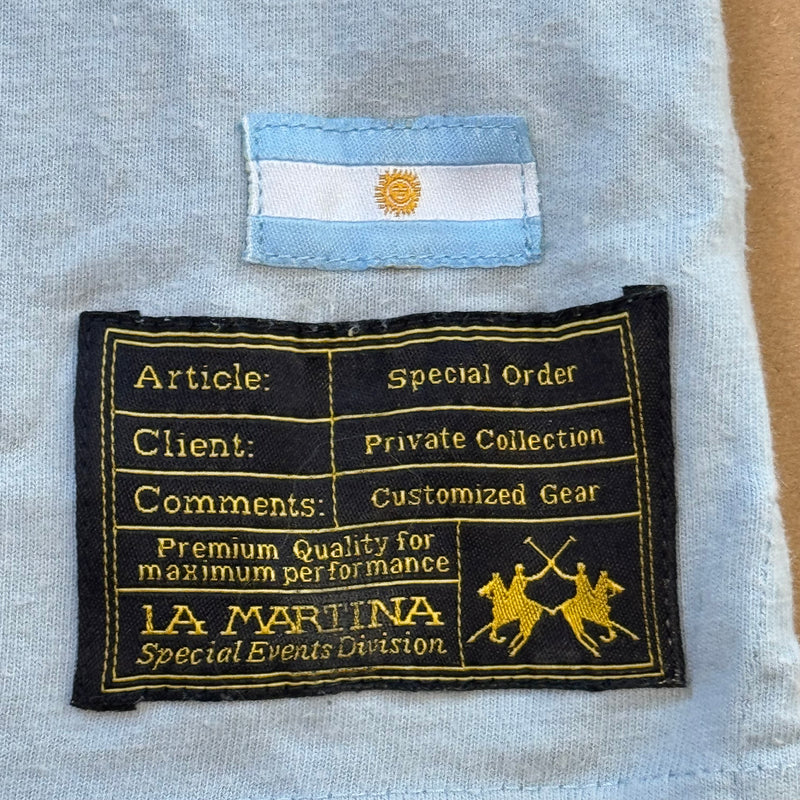 Article: Special Order
Client: Private Collection
Comments: Customized Gear
Premium Quality for
maximum performance
LA MARTINA
Special Events Division